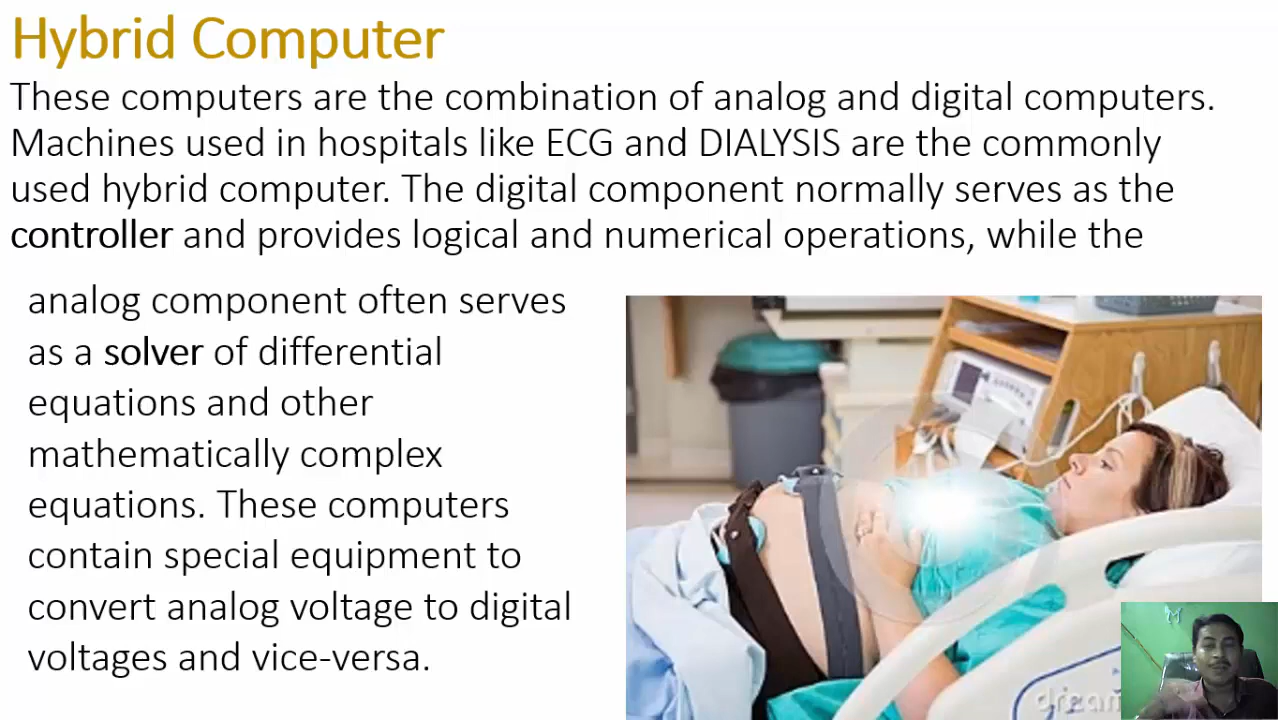 Hybrid Computer
These computers are the combination of analog and digital computers.
Machines used in hospitals like ECG and DIALYSIS are the commonly
used hybrid computer. The digital component normally serves as the
controller and provides logical and numerical operations, while the
analog component often serves
as a solver of differential
equations and other
mathematically complex
equations. These computers
contain special equipment to
convert analog voltage to digital
voltages and vice-versa.
dream